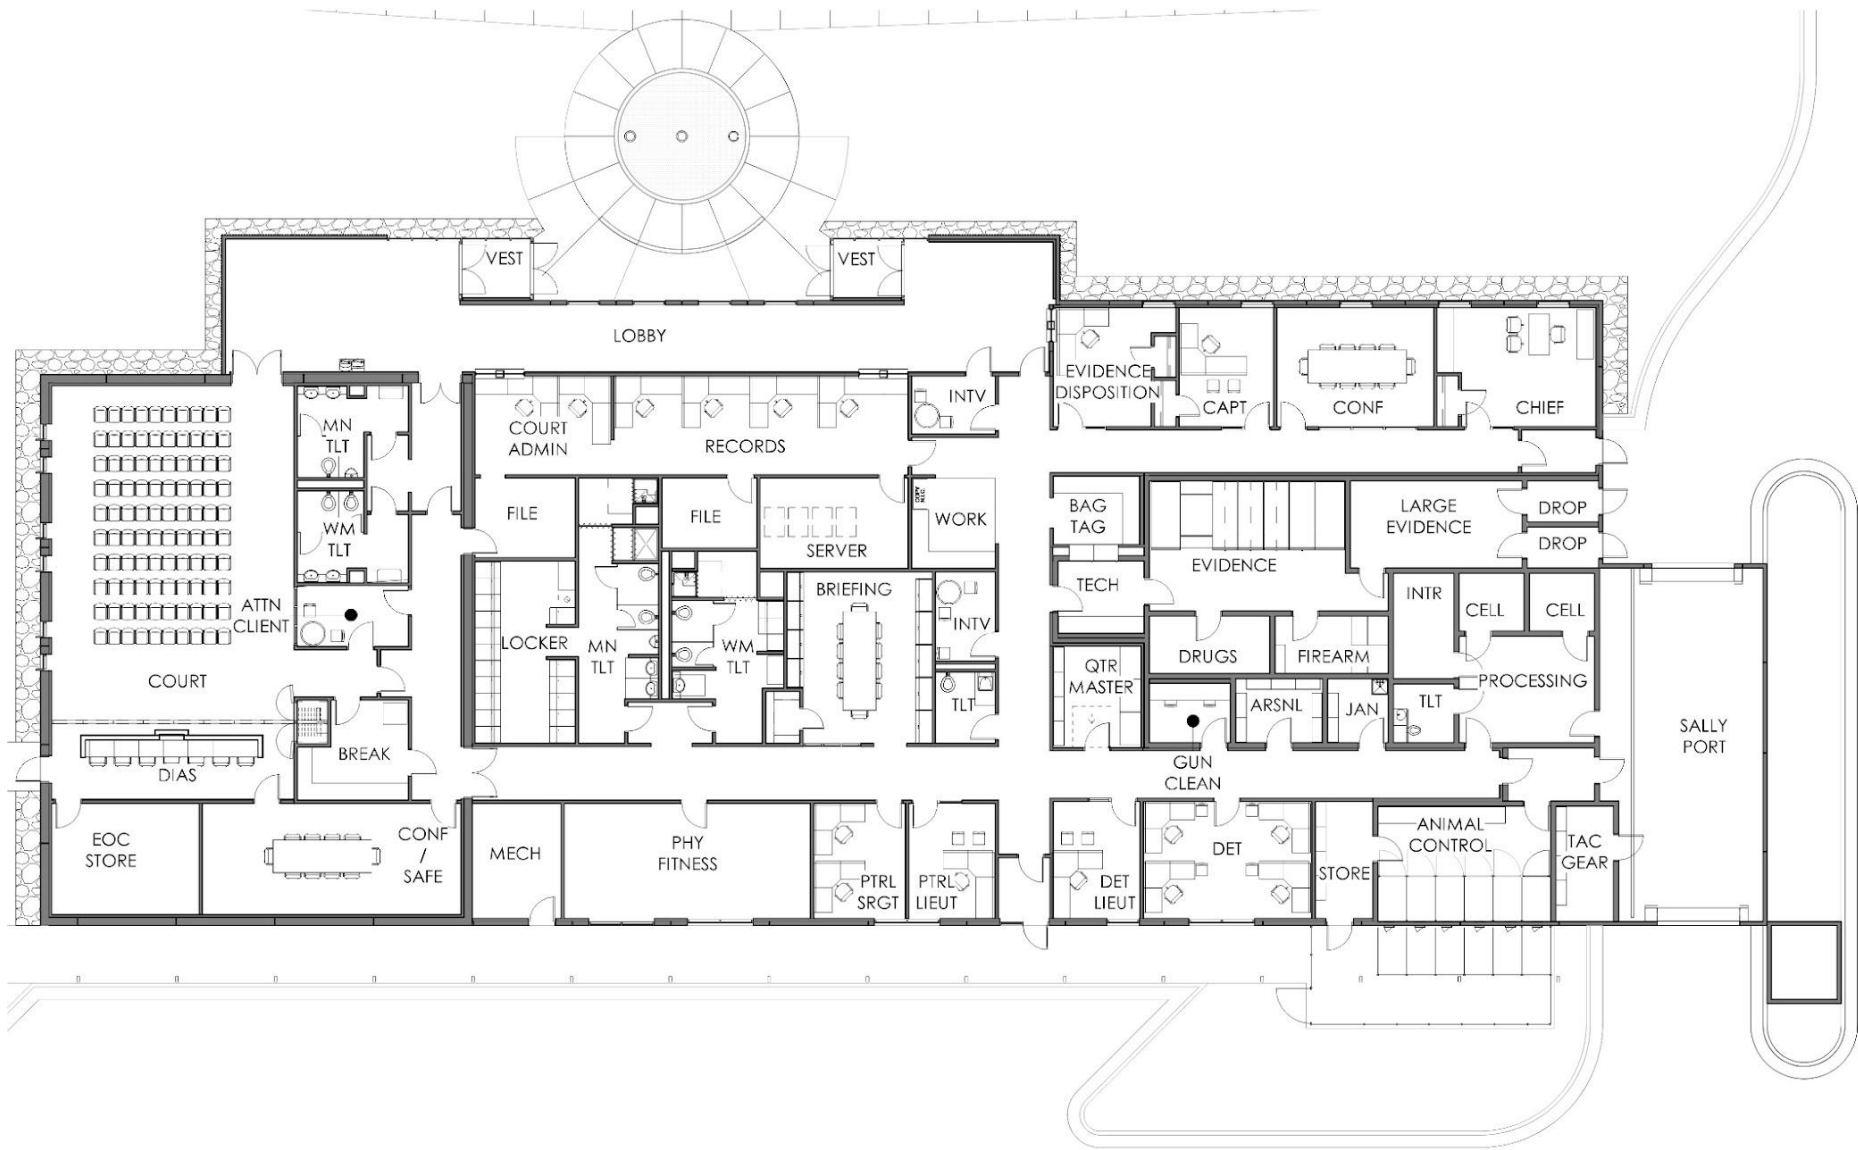 VEST
VEST
LOBBY
EVIDENCE
DISPOSITION
CAPT
CONF
CHIEF
INTV
MN
TLT
COURT
ADMIN
RECORDS
FILE
FILE
SERVER
WORK
BAG
TAG
LARGE
EVIDENCE
DROP
DROP
WM
TLT
EVIDENCE
TECH
BRIEFING
INTR
CELL
CELL
ATTN
CLIENT
LOCKER
MN
TLT
WM
TLT
INTV
DRUGS
FIREARM
COURT
QTR
MASTER
PROCESSING
TLT
ARSNL
JAN
TLT
SALLY
PORT
BREAK
DIAS
GUN
CLEAN
EOC
STORE
CONF
/
SAFE
MECH
PHY
FITNESS
PTRL
SRGT
PTRL
LIEUT
DET
LIEUT
DET
STORE
ANIMAL
CONTROL
TAC
GEAR